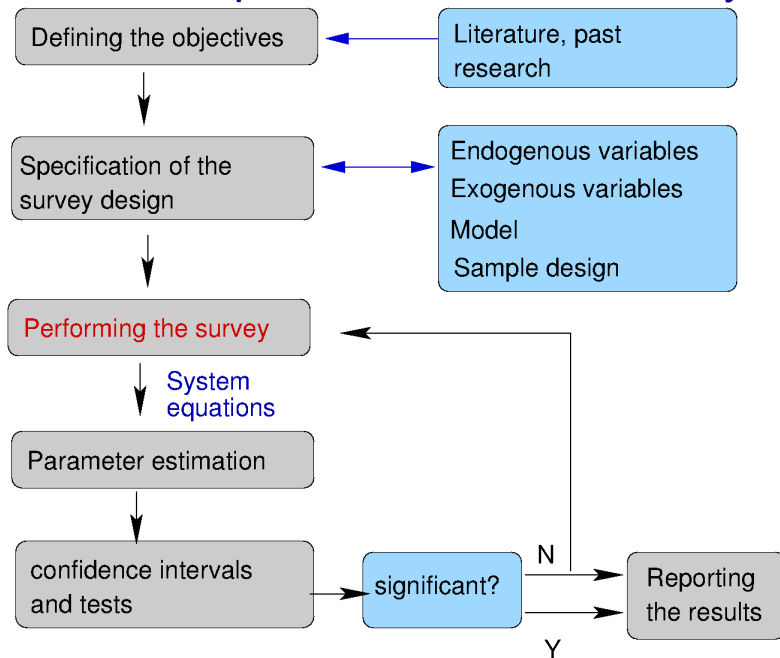 Defining the objectives
Literature, past
research
Specification of the
survey design
Endogenous variables
Exogenous variables
Model
Sample design
Performing the survey
System
equations
Parameter estimation
confidence intervals
and tests
significant?
N
Y
Reporting
the results